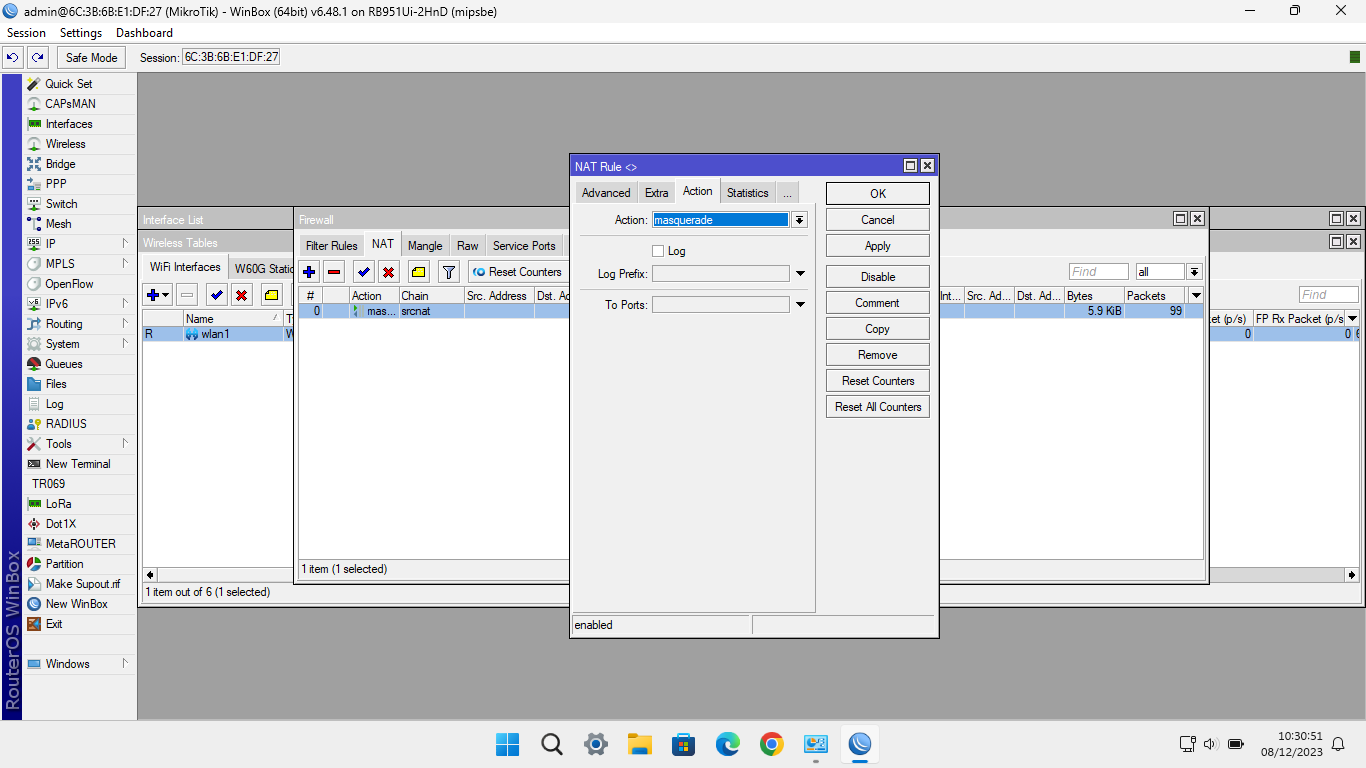 admin@6C:3B:6B:E1:DF:27 (MikroTik) - WinBox (64bit) v6.48.1 on RB951Ui-2HnD (mipsbe)
Session Settings Dashboard
Safe Mode Session: 6C:3B:6B:E1:DF:27
Quick Set
CAPsMAN
Interfaces
Wireless
Bridge
PPP
Switch
Mesh
IP
MPLS
OpenFlow
IPv6
Routing
System
Queues
Files
Log
RADIUS
Tools
New Terminal
TR069
LoRa
Dot1X
MetaROUTER
Partition
Make Supout.rif
New WinBox
Exit
Windows
RouterOS WinBox
Interface List
Wireless Tables
WiFi Interfaces W60G Static
Name
R wlan1
1 item out of 6 (1 selected)
Firewall
Filter Rules NAT Mangle Raw Service Ports
Reset Counters
Find all
# Action Chain Src. Address Dst. Ad
Int... Src. Ad... Dst. Ad... Bytes Packets
0 mas... srcnat
5.9 KiB 99
1 item (1 selected)
NAT Rule <>
Advanced Extra Action Statistics ...
Action: masquerade
Log
Log Prefix:
To Ports:
OK
Cancel
Apply
Disable
Comment
Copy
Remove
Reset Counters
Reset All Counters
enabled
Find
et (p/s) FP Rx Packet (p/s
0 0
10:30:51
08/12/2023